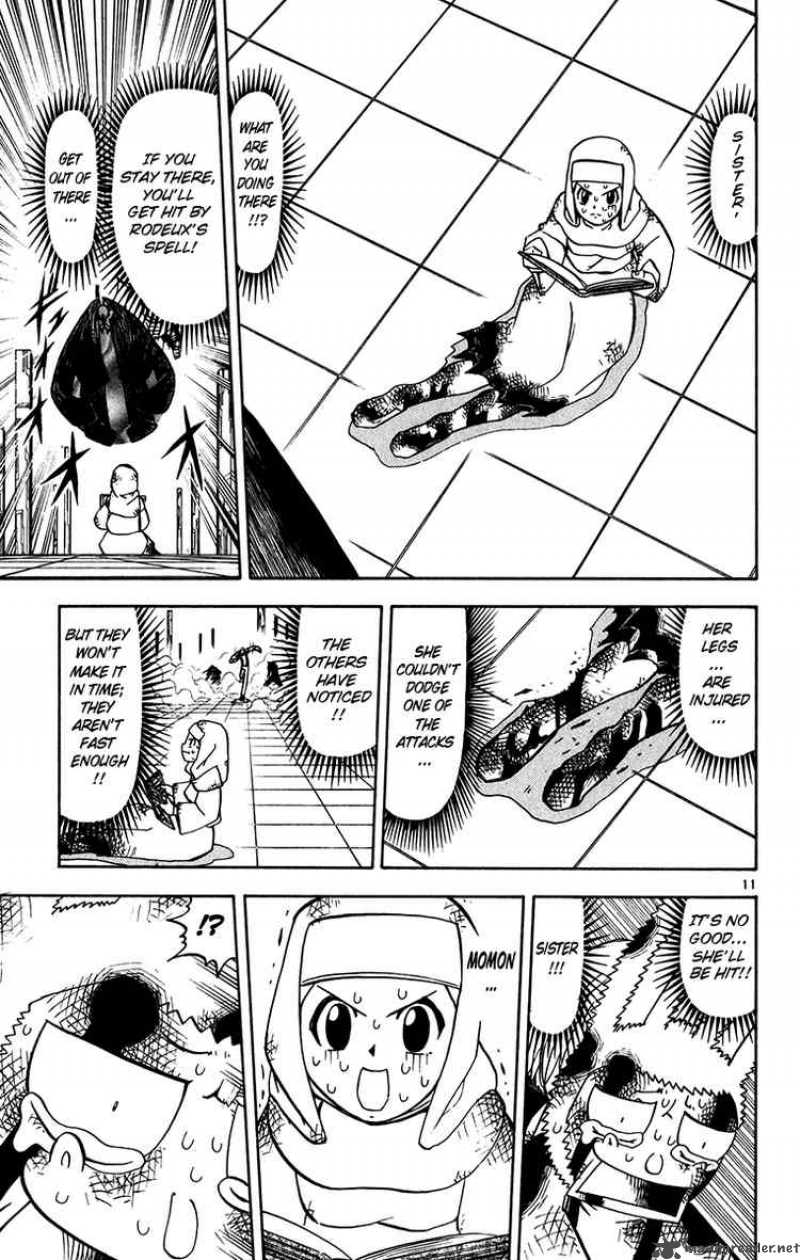 SISTER,
WHAT
ARE
YOU
DOING
THERE
!!?
IF YOU
STAY THERE,
YOU'LL
GET HIT BY
RODEUX'S
SPELL!
GET
OUT OF
THERE
...
HER
LEGS
...
ARE
INJURED
SHE
COULDN'T
DODGE
ONE OF
THE
ATTACKS
...
THE
OTHERS
HAVE
NOTICED
!!
BUT THEY
WON'T
MAKE IT
IN TIME;
THEY
AREN'T
FAST
ENOUGH
!!
11
IT'S NO
GOOD...
SHE'LL
BE HIT!!
SISTER
!!!
MOMON
...
!?
mangareader.net